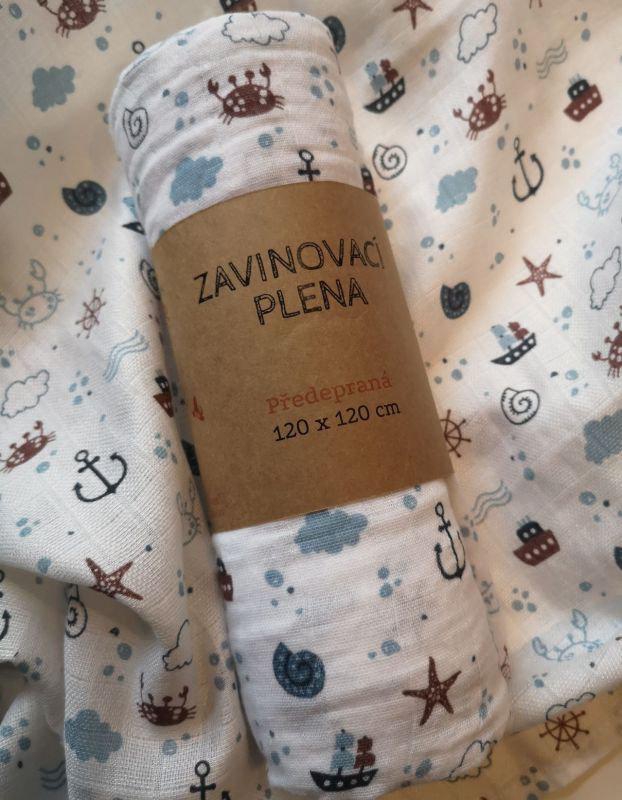 ZAVINOVACÍ
PLENA
Předepraná
120 x 120 cm